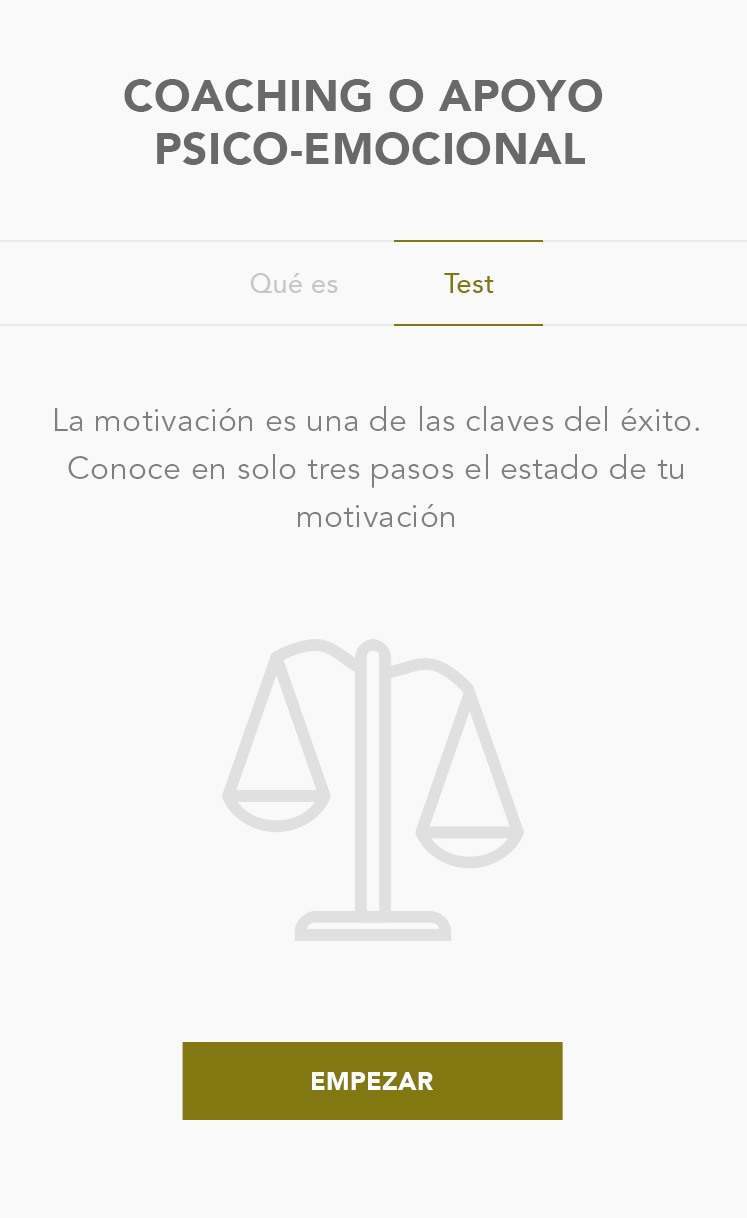 COACHING O APOYO
PSICO-EMOCIONAL
Qué es
Test
La motivación es una de las claves del éxito.
Conoce en solo tres pasos el estado de tu
motivación
EMPEZAR